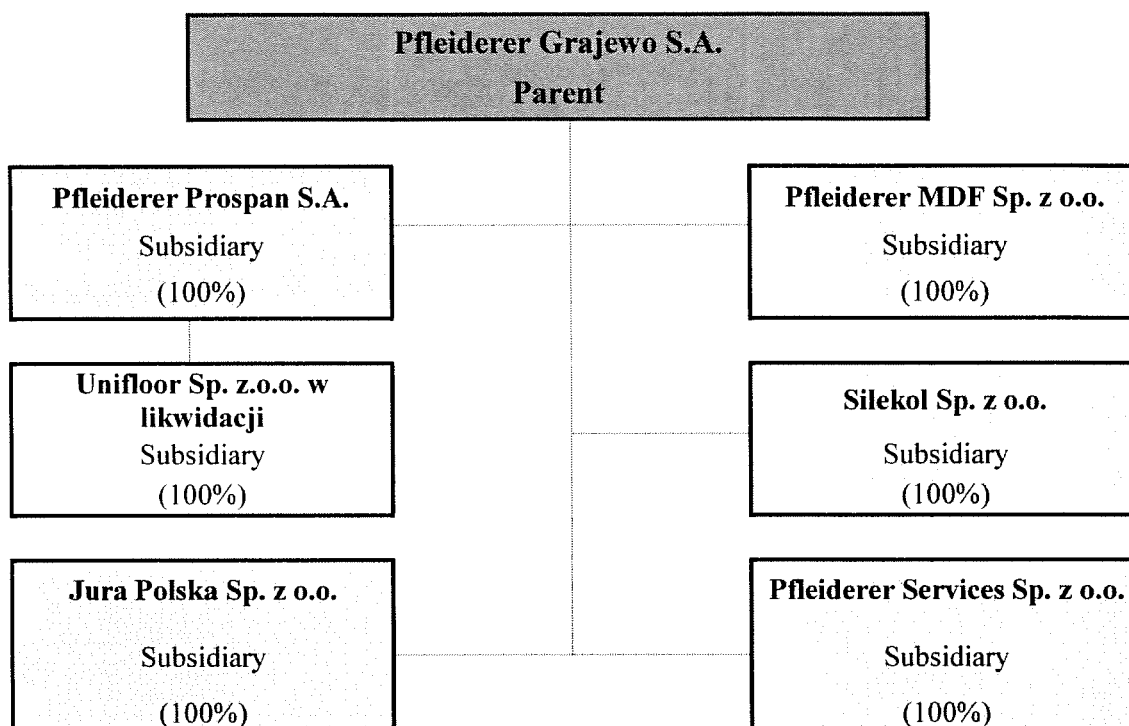 Pfleiderer Grajewo S.A.
Parent
Pfleiderer Prospan S.A.
Subsidiary
(100%)
Pfleiderer MDF Sp. z o.o.
Subsidiary
(100%)
Unifloor Sp. z.o.o. w
likwidacji
Subsidiary
(100%)
Silekol Sp. z o.o.
Subsidiary
(100%)
Jura Polska Sp. z o.o.
Subsidiary
(100%)
Pfleiderer Services Sp. z o.o.
Subsidiary
(100%)